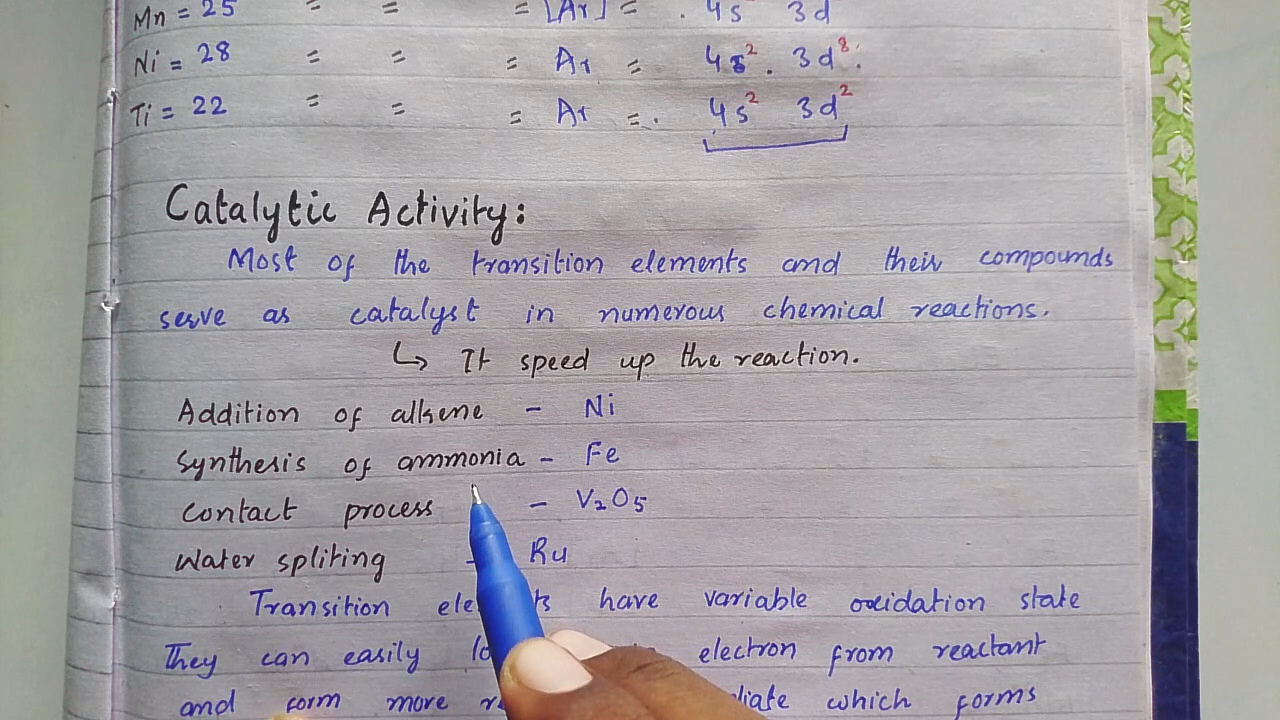 Mn = 25 = = = [Ar] = . 4s 3d
Ni = 28 = = = Ar = 4s². 3d⁸.
Ti = 22 = = = Ar = . 4s² 3d²
Catalytic Activity:
Most of the transition elements and their compounds
serve as catalyst in numerous chemical reactions.
↳ It speed up the reaction.
Addition of alkene - Ni
Synthesis of ammonia - Fe
Contact process - V₂O₅
Water spliting - Ru
Transition have variable oxidation state
They can easily electron from reactant
and form more which forms